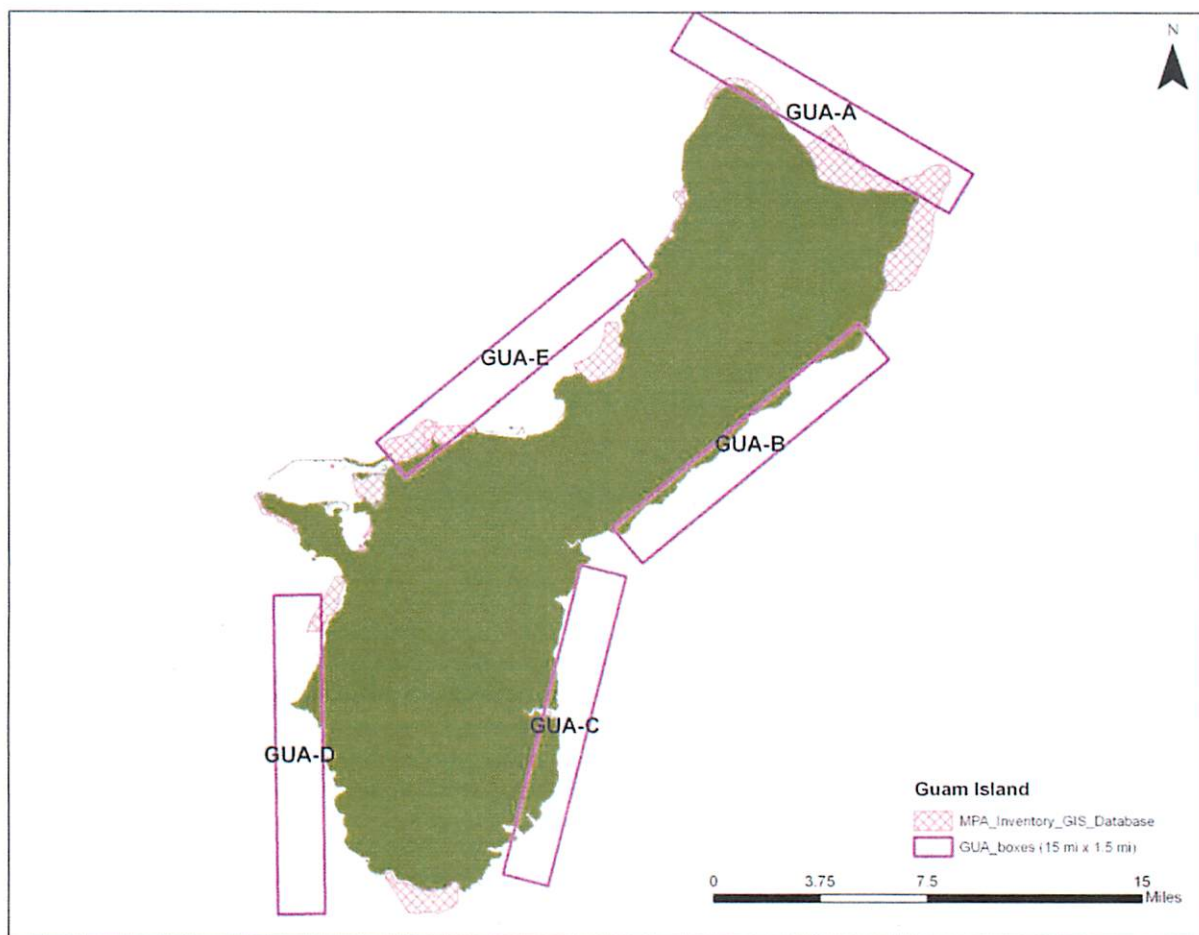 N
GUA-A
GUA-E
GUA-B
GUA-C
GUA-D
Guam Island
MPA_Inventory_GIS_Database
GUA_boxes (15 mi x 1.5 mi)
0 3.75 7.5 15
Miles